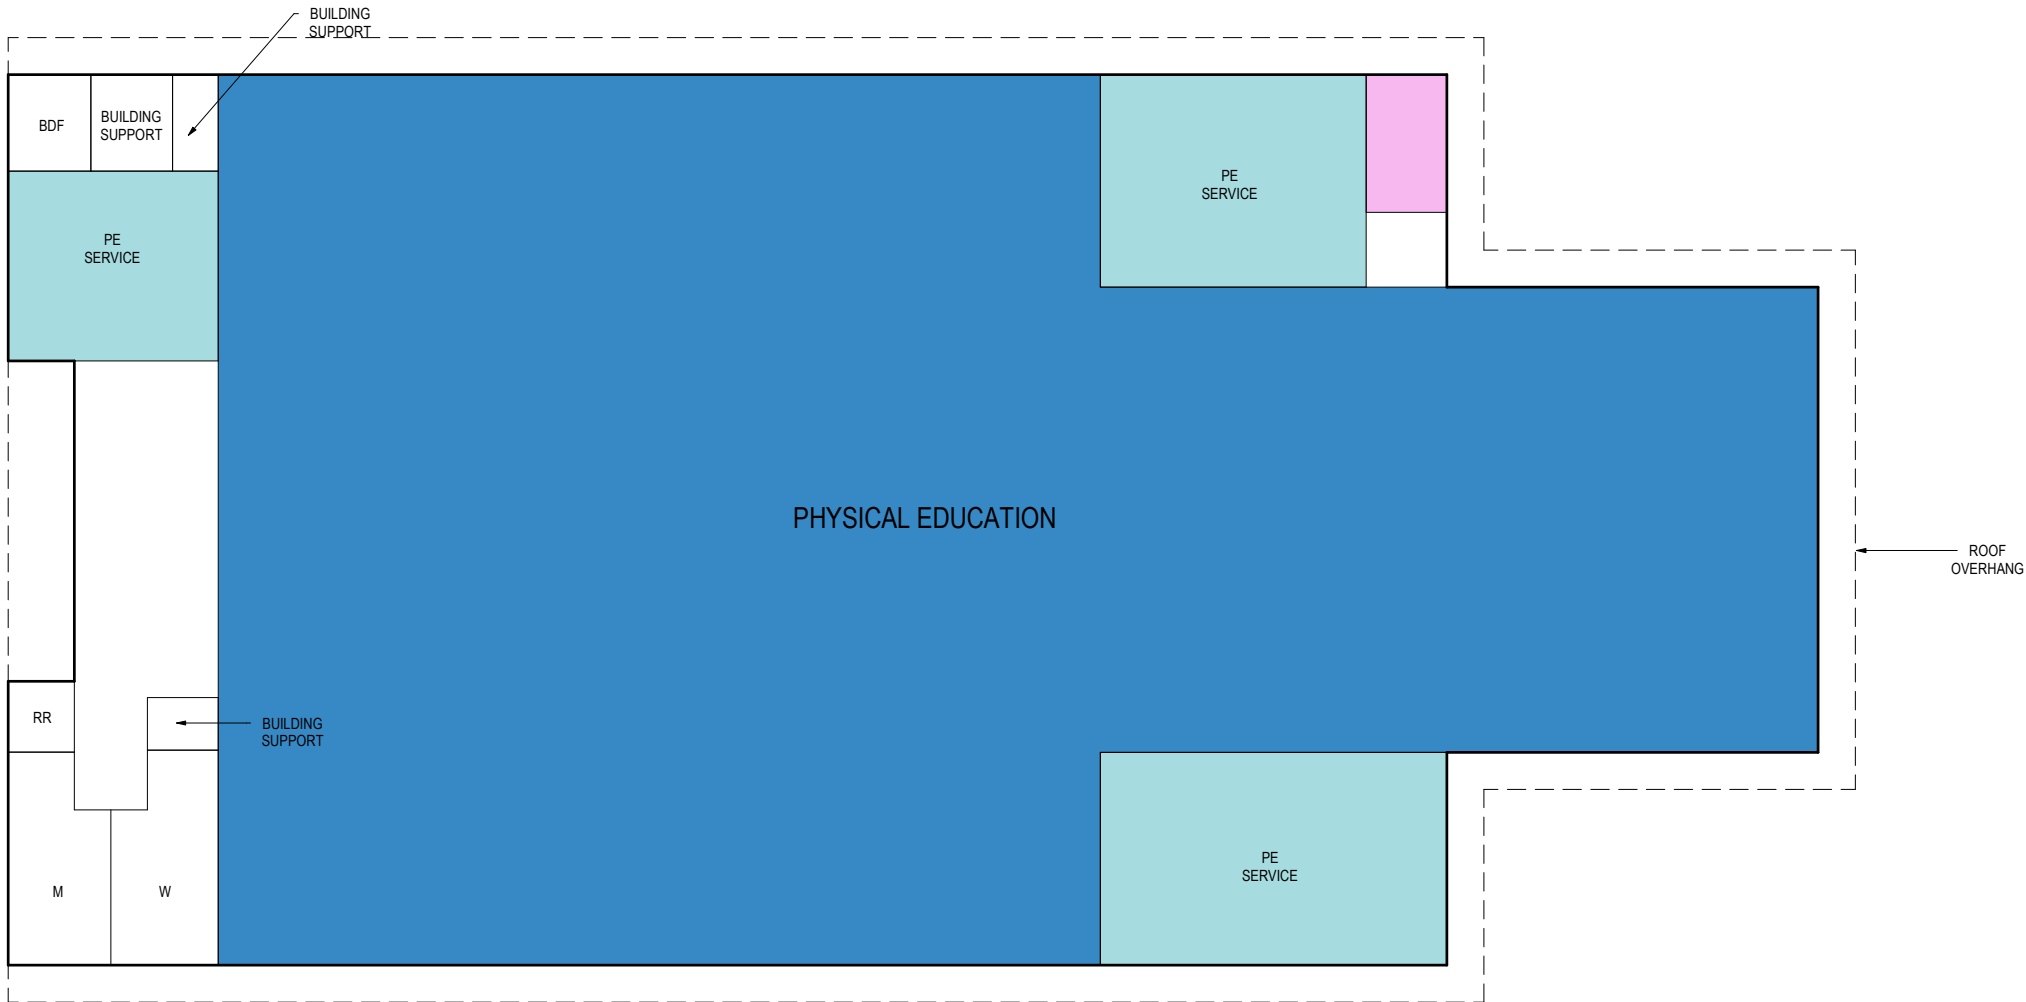 BUILDING
SUPPORT
BDF
BUILDING
SUPPORT
PE
SERVICE
PE
SERVICE
PHYSICAL EDUCATION
ROOF
OVERHANG
RR
BUILDING
SUPPORT
M
W
PE
SERVICE